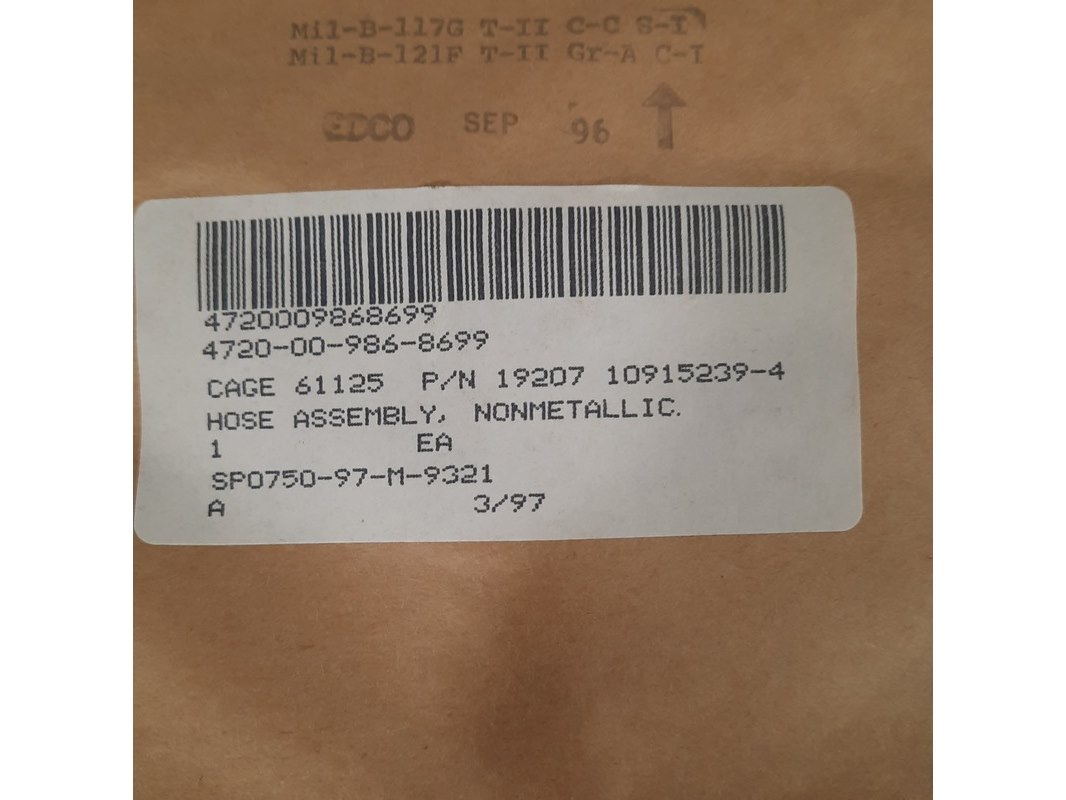 Mil-B-117G T-II C-C S-I
Mil-B-121F T-II Gr-A C-I
EDCO SEP 96
4720009868699
4720-00-986-8699
CAGE 61125 P/N 19207 10915239-4
HOSE ASSEMBLY, NONMETALLIC.
1 EA
SP0750-97-M-9321
A 3/97